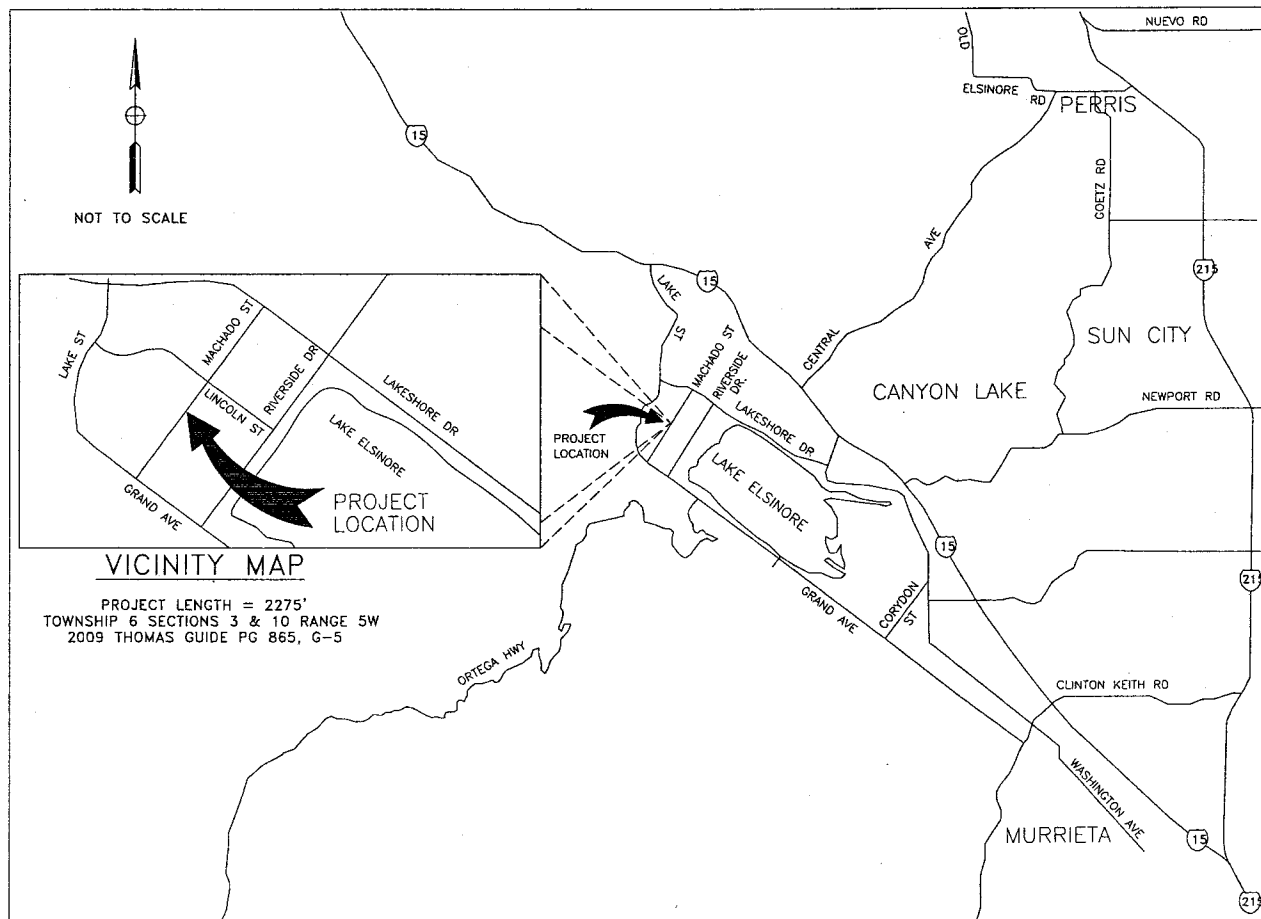 NUEVO RD
OLD
ELSINORE
RD
PERRIS
15
GOETZ RD
NOT TO SCALE
AVE
215
LAKE ST
15
MACHADO ST
LAKE ST
RIVERSIDE DR
LINCOLN ST
LAKESHORE DR
LAKE ELSINORE
GRAND AVE
PROJECT
LOCATION
SUN CITY
CENTRAL
MACHADO ST
RIVERSIDE
DR.
CANYON LAKE
NEWPORT RD
LAKESHORE DR
PROJECT
LOCATION
LAKE ELSINORE
15
VICINITY MAP
215
PROJECT LENGTH = 2275'
TOWNSHIP 6 SECTIONS 3 & 10 RANGE 5W
2009 THOMAS GUIDE PG 865, G-5
GRAND AVE
CORYDON
ST
ORTEGA HWY
CLINTON KEITH RD
WASHINGTON AVE
MURRIETA
15
215